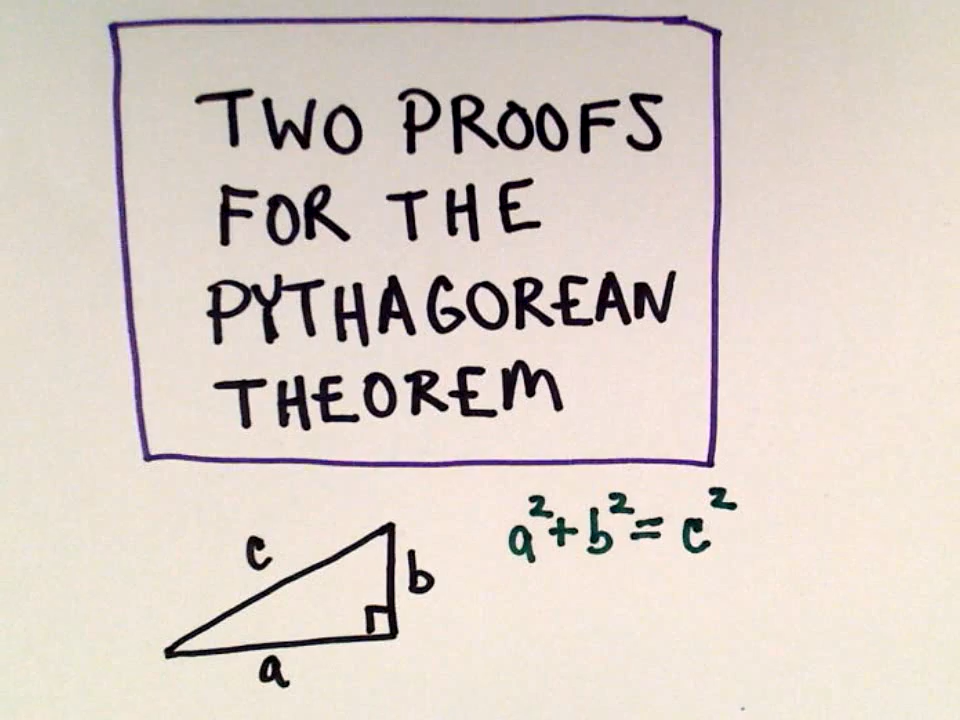 TWO PROOFS
FOR THE
PYTHAGOREAN
THEOREM
a² + b² = c²
c
b
a